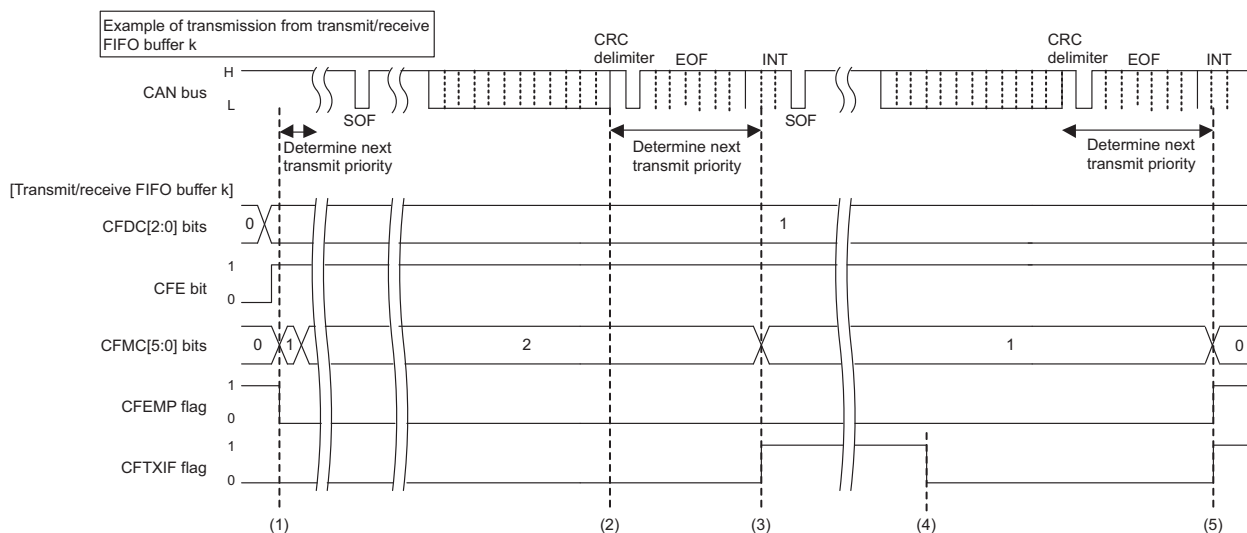 Example of transmission from transmit/receive
FIFO buffer k
CRC
delimiter
EOF
INT
CRC
delimiter
EOF
INT
H
CAN bus
L
SOF
SOF
Determine next
transmit priority
Determine next
transmit priority
Determine next
transmit priority
[Transmit/receive FIFO buffer k]
CFDC[2:0] bits
0
1
1
CFE bit
0
CFMC[5:0] bits
0
1
2
1
0
1
CFEMP flag
0
1
CFTXIF flag
0
(1)
(2)
(3)
(4)
(5)